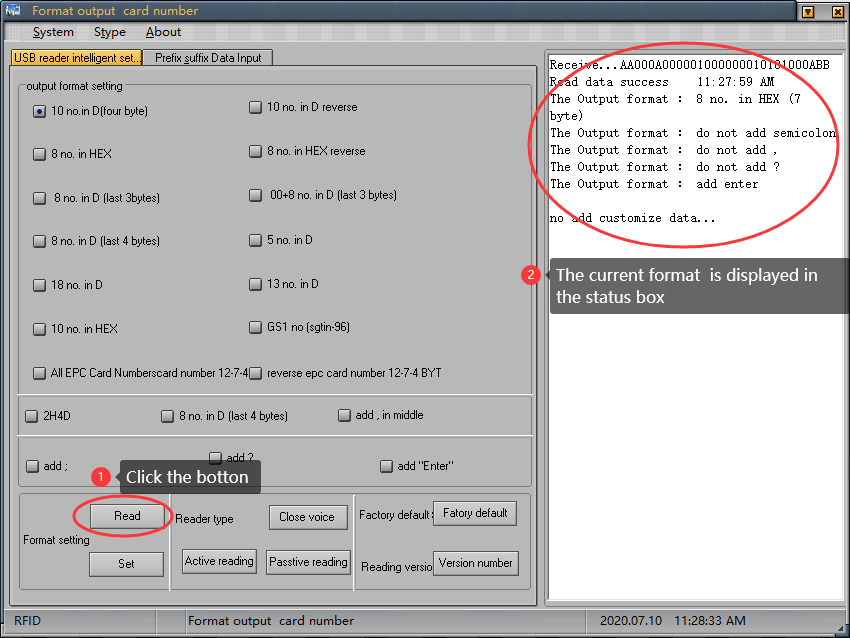 Format output  card number
System Stype About
USB reader intelligent set... Prefix suffix Data Input
output format setting
10 no.in D(four byte) 10 no. in D reverse
8 no. in HEX 8 no. in HEX reverse
8 no. in D (last 3bytes) 00+8 no. in D (last 3 bytes)
8 no. in D (last 4 bytes) 5 no. in D
18 no. in D 13 no. in D
10 no. in HEX GS1 no (sgtin-96)
All EPC Card Numberscard number 12-7-4 reverse epc card number 12-7-4 BYT
2H4D 8 no. in D (last 4 bytes) add , in middle
add ; add ? add "Enter"
1 Click the botton
Format setting
Read
Set
Reader type Close voice
Active reading Passtive reading
Factory default: Fatory default
Reading versio Version number
Receive...AA000A000001000000010181000ABB
Read data success 11:27:59 AM
The Output format : 8 no. in HEX (7
byte)
The Output format : do not add semicolon
The Output format : do not add ,
The Output format : do not add ?
The Output format : add enter
no add customize data...
2 The current format  is displayed in
the status box
RFID Format output  card number 2020.07.10 11:28:33 AM